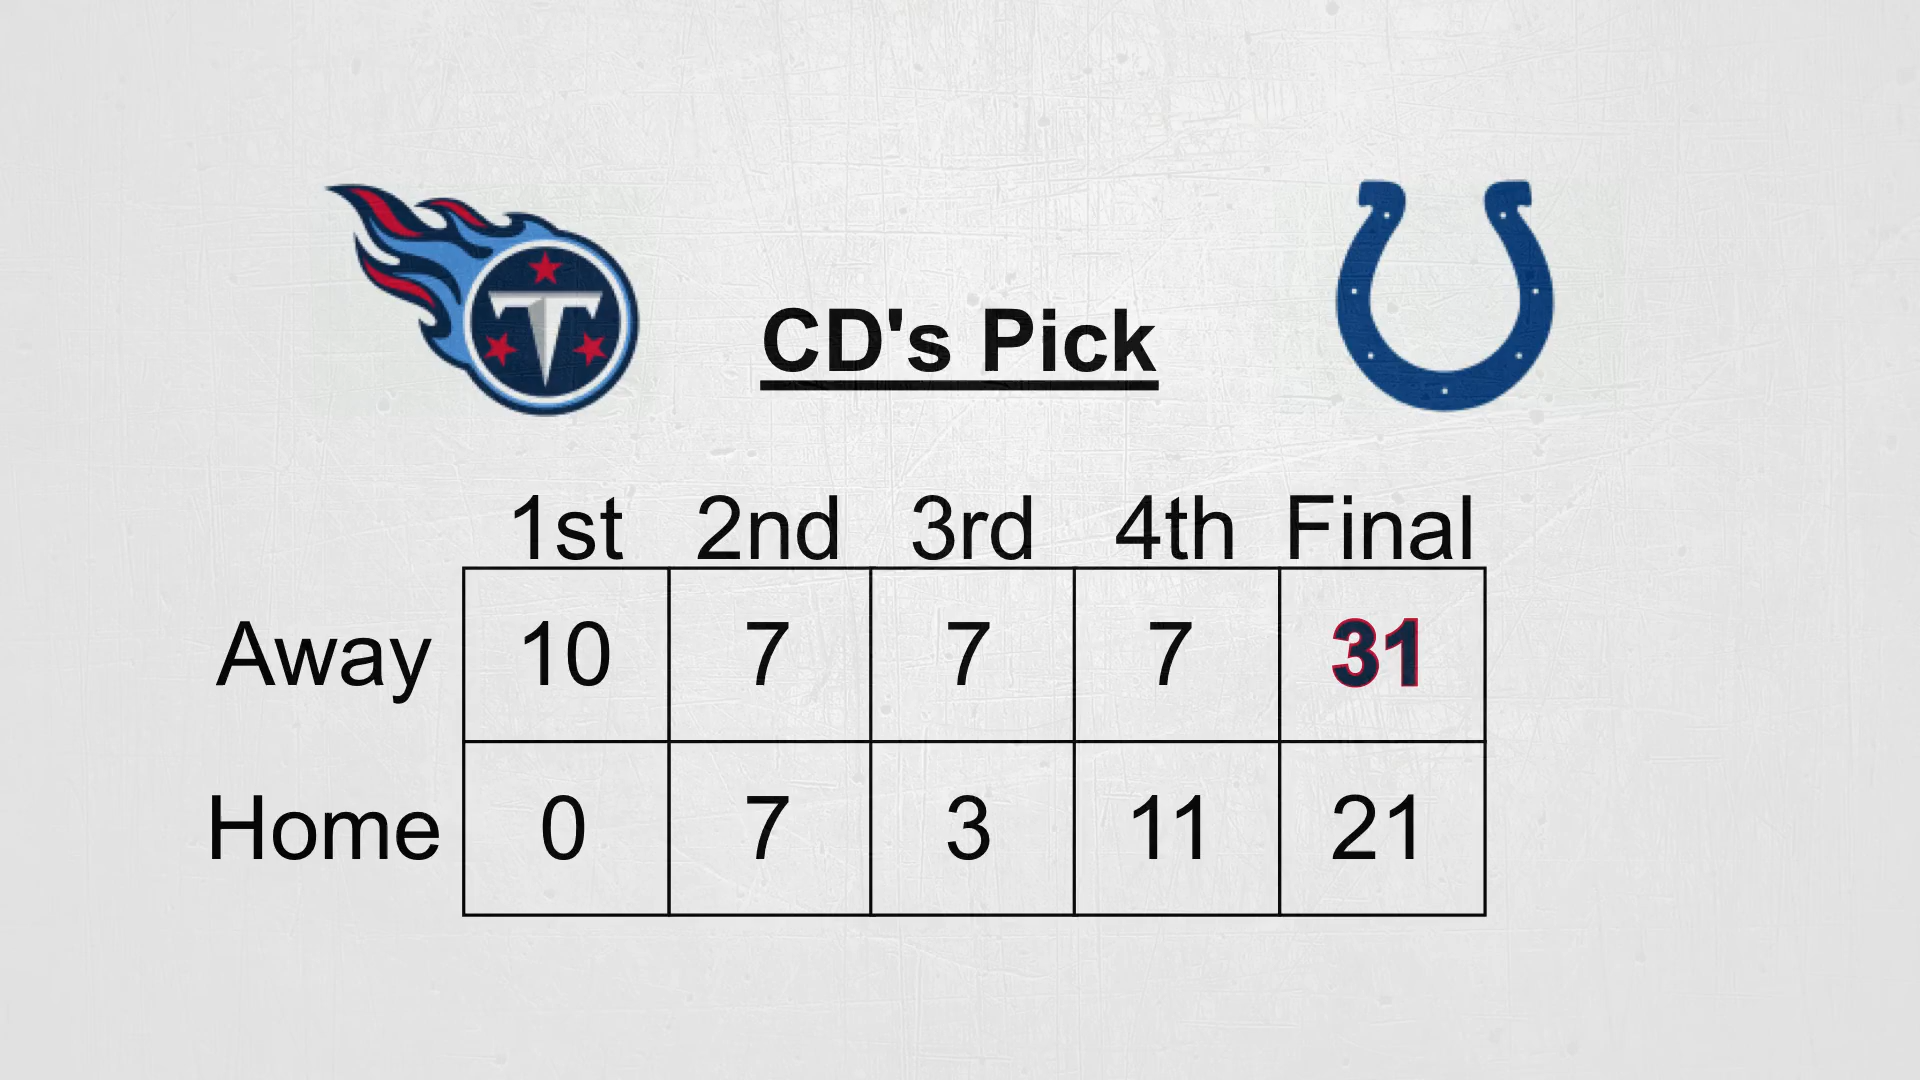 T
CD's Pick
1st 2nd 3rd 4th Final
Away 10 7 7 7 31
Home 0 7 3 11 21